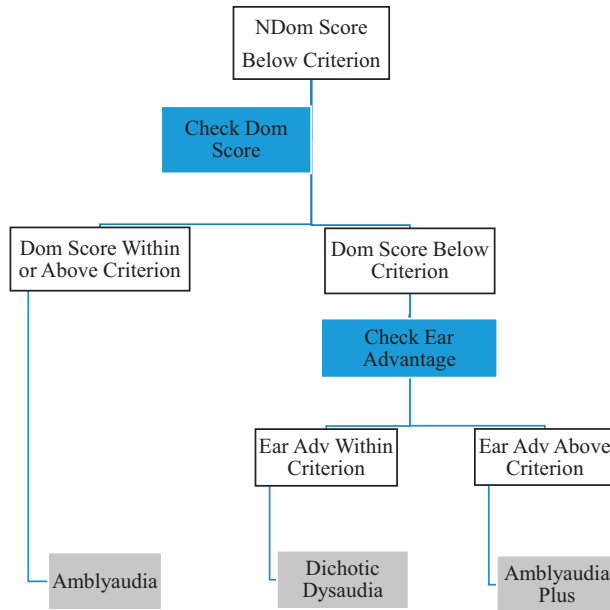 NDom Score
Below Criterion
Check Dom
Score
Dom Score Within
or Above Criterion
Dom Score Below
Criterion
Check Ear
Advantage
Ear Adv Within
Criterion
Ear Adv Above
Criterion
Amblyaudia
Dichotic
Dysaudia
Amblyaudia
Plus